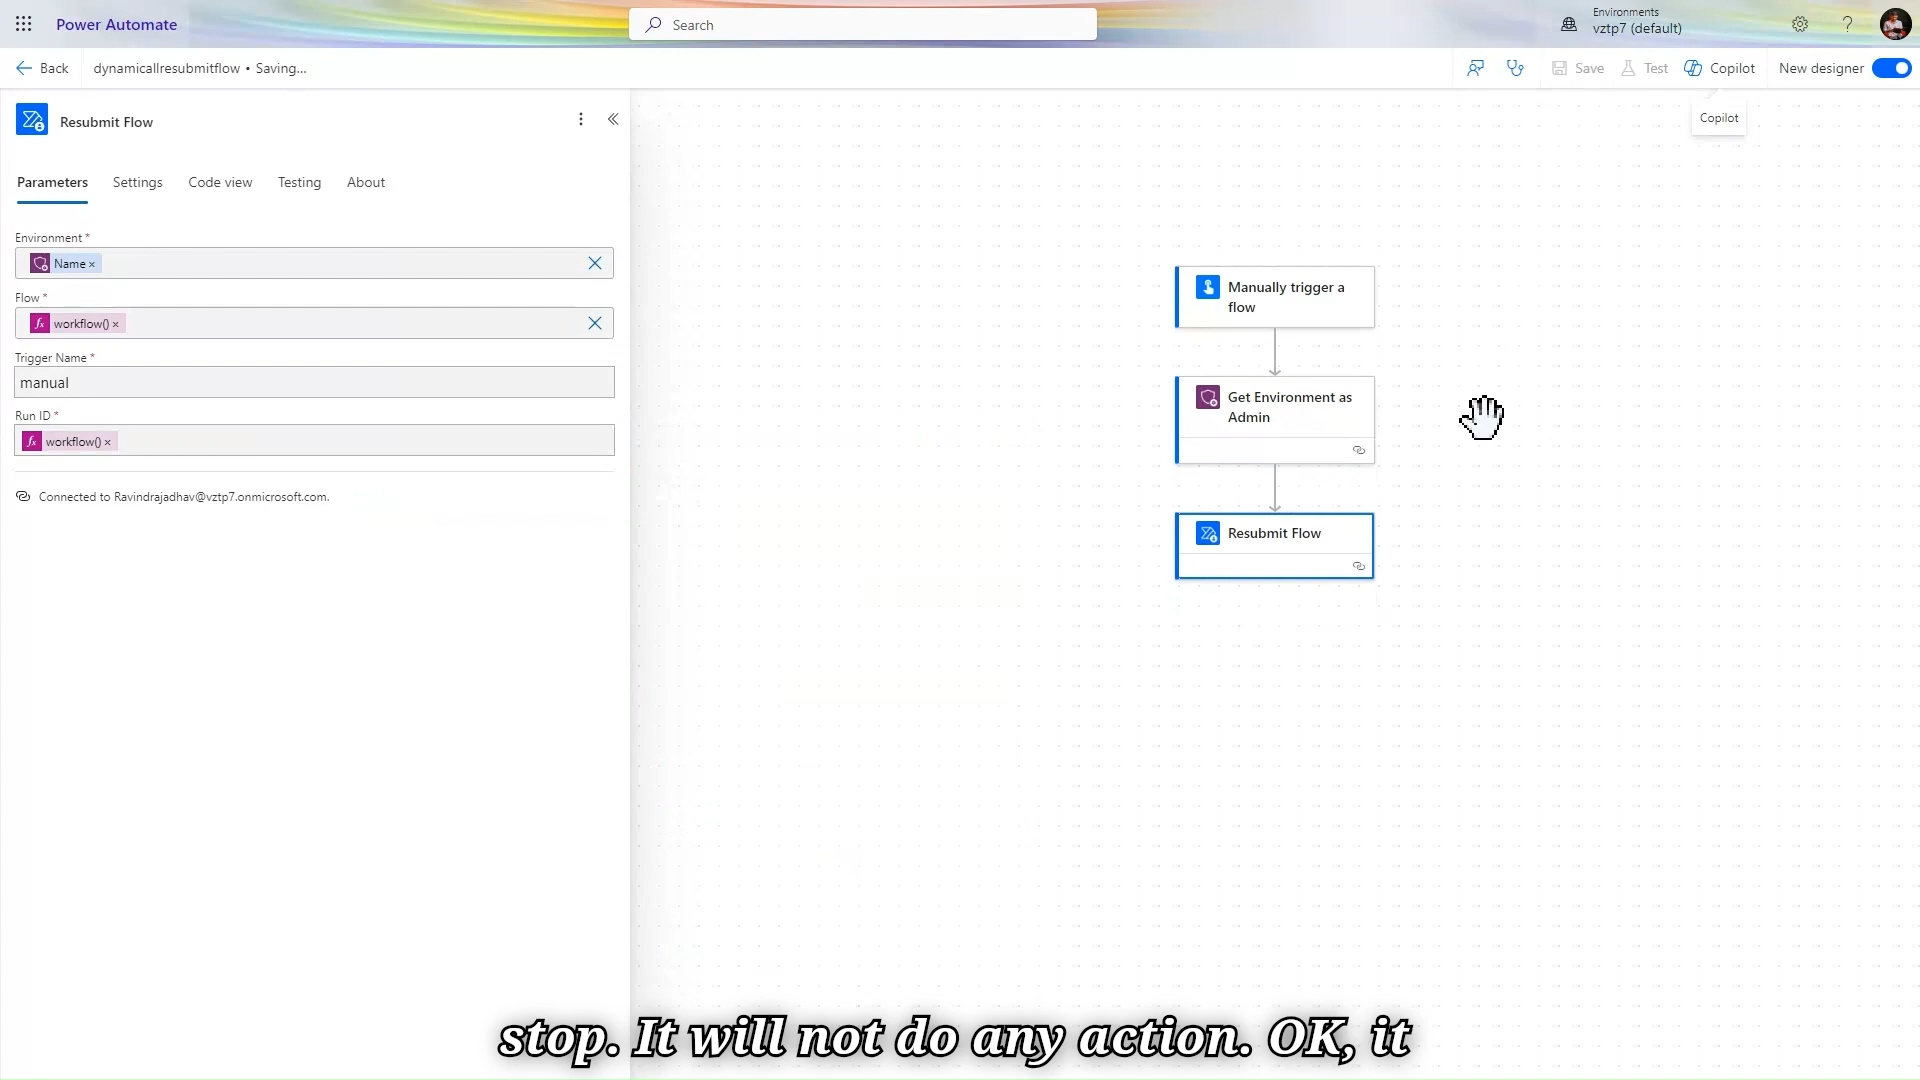 Power Automate
Search
Environments
vztp7 (default)
Back
dynamicallresubmitflow • Saving...
Save
Test
Copilot
New designer
Copilot
Resubmit Flow
Parameters
Settings
Code view
Testing
About
Environment *
Name ×
Flow *
fx workflow() ×
Trigger Name *
manual
Run ID *
fx workflow() ×
Connected to Ravindrajadhav@vztp7.onmicrosoft.com.
Manually trigger a
flow
Get Environment as
Admin
Resubmit Flow
stop. It will not do any action. OK, it